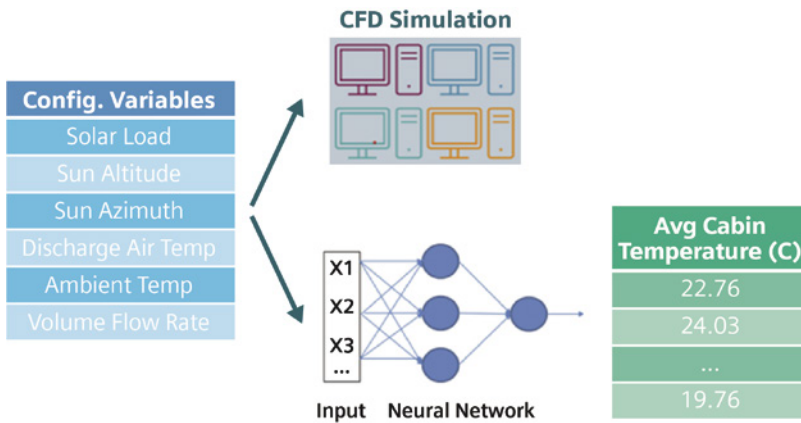 CFD Simulation
Config. Variables
Solar Load
Sun Altitude
Sun Azimuth
Discharge Air Temp
Ambient Temp
Volume Flow Rate
X1
X2
X3
...
Input
Neural Network
Avg Cabin
Temperature (C)
22.76
24.03
...
19.76